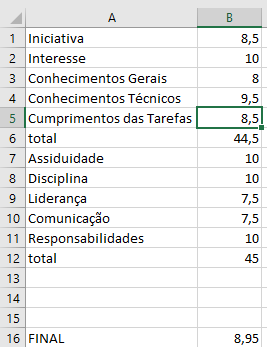 A B
1 Iniciativa 8,5
2 Interesse 10
3 Conhecimentos Gerais 8
4 Conhecimentos Técnicos 9,5
5 Cumprimentos das Tarefas 8,5
6 total 44,5
7 Assiduidade 10
8 Disciplina 10
9 Liderança 7,5
10 Comunicação 7,5
11 Responsabilidades 10
12 total 45
13
14
15
16 FINAL 8,95